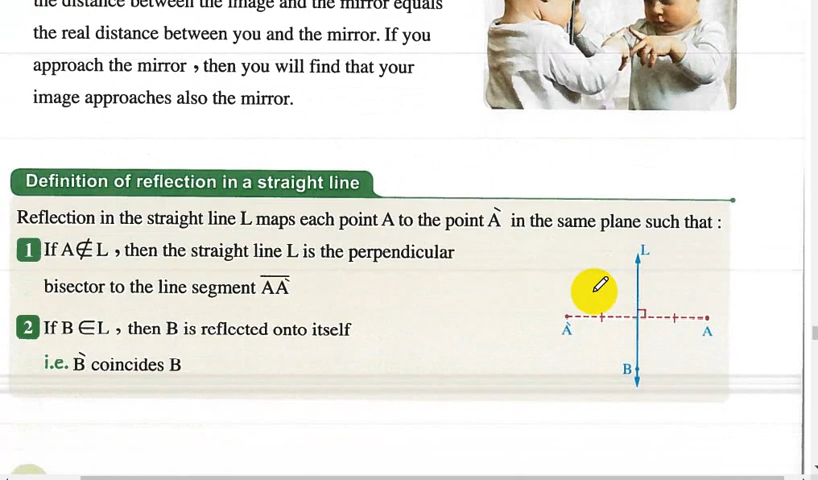 the distance between the image and the mirror equals
the real distance between you and the mirror. If you
approach the mirror , then you will find that your
image approaches also the mirror.
Definition of reflection in a straight line
Reflection in the straight line L maps each point A to the point À in the same plane such that :
1 If A ∉ L , then the straight line L is the perpendicular
bisector to the line segment A̅À̅
2 If B ∈ L , then B is reflected onto itself
i.e. B̀ coincides B
L
À
A
B